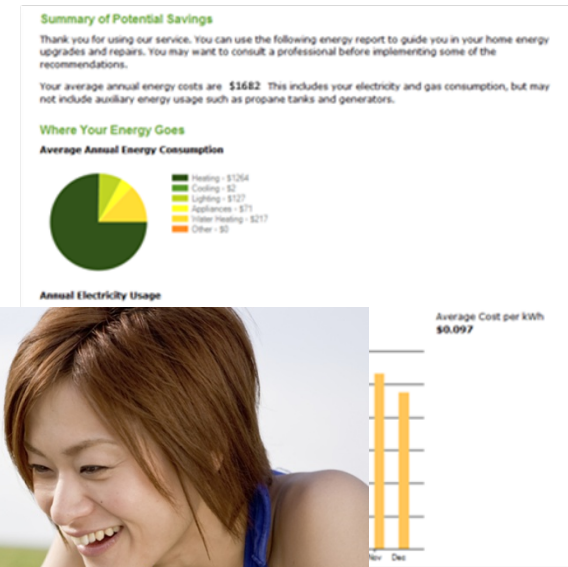 Summary of Potential Savings
Thank you for using our service. You can use the following energy report to guide you in your home energy
upgrades and repairs. You may want to consult a professional before implementing some of the
recommendations.
Your average annual energy costs are $1682 This includes your electricity and gas consumption, but may
not include auxiliary energy usage such as propane tanks and generators.
Where Your Energy Goes
Average Annual Energy Consumption
Heating - $1264
Cooling - $2
Lighting - $127
Appliances - $71
Water Heating - $217
Other - $0
Annual Electricity Usage
Average Cost per kWh
$0.097
Nov Dec